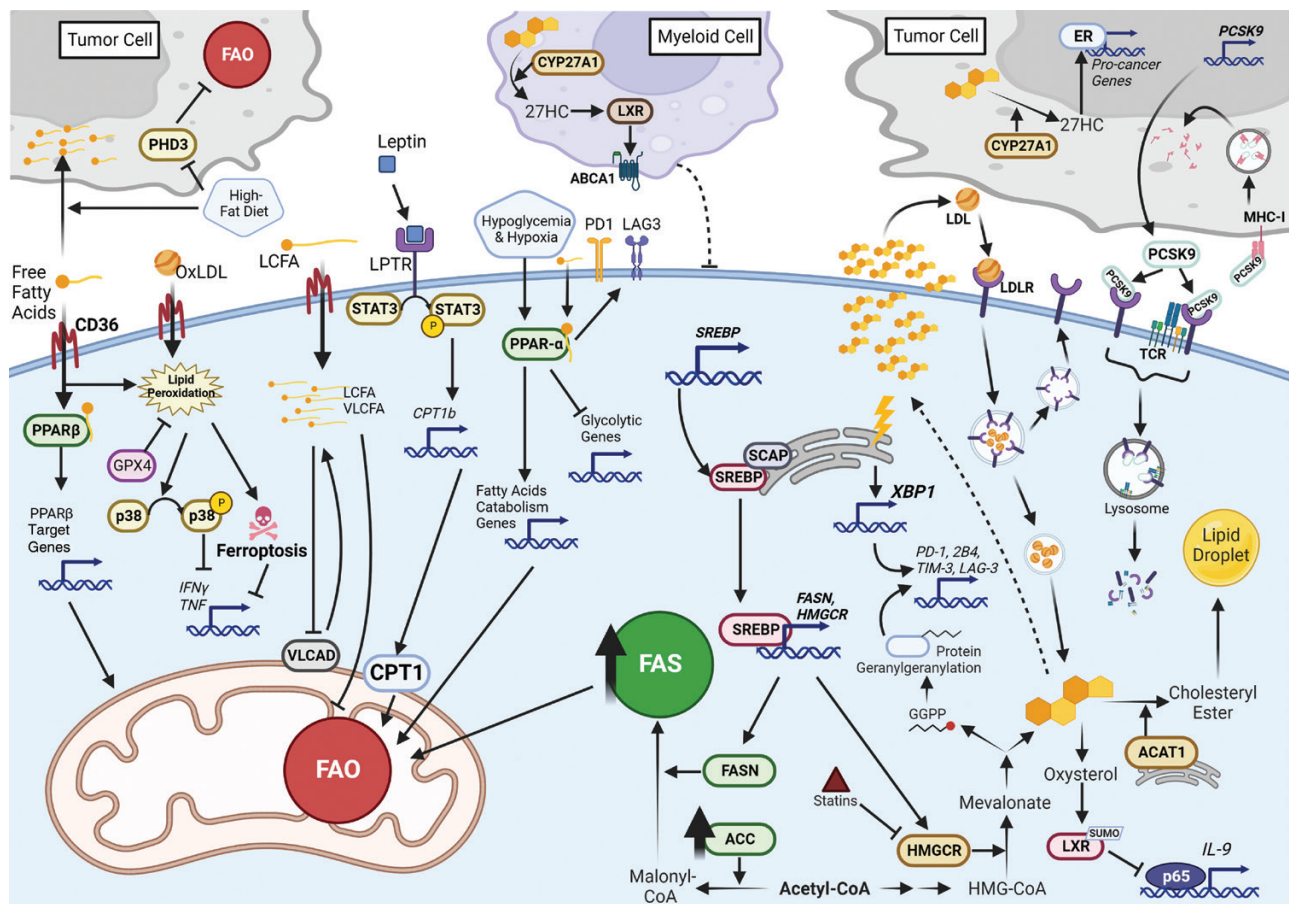 Tumor Cell
FAO
PHD3
High-
Fat Diet
Free
Fatty
Acids
OxLDL
CD36
LCFA
Leptin
LPTR
STAT3
STAT3
P
Myeloid Cell
CYP27A1
27HC
LXR
ABCA1
Hypoglycemia
& Hypoxia
PD1
LAG3
Tumor Cell
ER
Pro-cancer
Genes
PCSK9
27HC
CYP27A1
LDL
LDLR
MHC-I
PCSK9
PCSK9
PCSK9
PCSK9
TCR
Lipid
Peroxidation
PPARβ
GPX4
p38
p38
P
PPARβ
Target
Genes
Ferroptosis
IFNγ
TNF
LCFA
VLCFA
CPT1b
PPAR-α
Glycolytic
Genes
Fatty Acids
Catabolism
Genes
SREBP
SCAP
SREBP
XBP1
PD-1, 2B4,
TIM-3, LAG-3
Lysosome
Lipid
Droplet
VLCAD
CPT1
FAO
FAS
SREBP
FASN,
HMGCR
Protein
Geranylgeranylation
GGPP
Cholesteryl
Ester
ACAT1
Oxysterol
FASN
Statins
Mevalonate
ACC
HMGCR
LXR
SUMO
IL-9
p65
Malonyl-
CoA
Acetyl-CoA
HMG-CoA